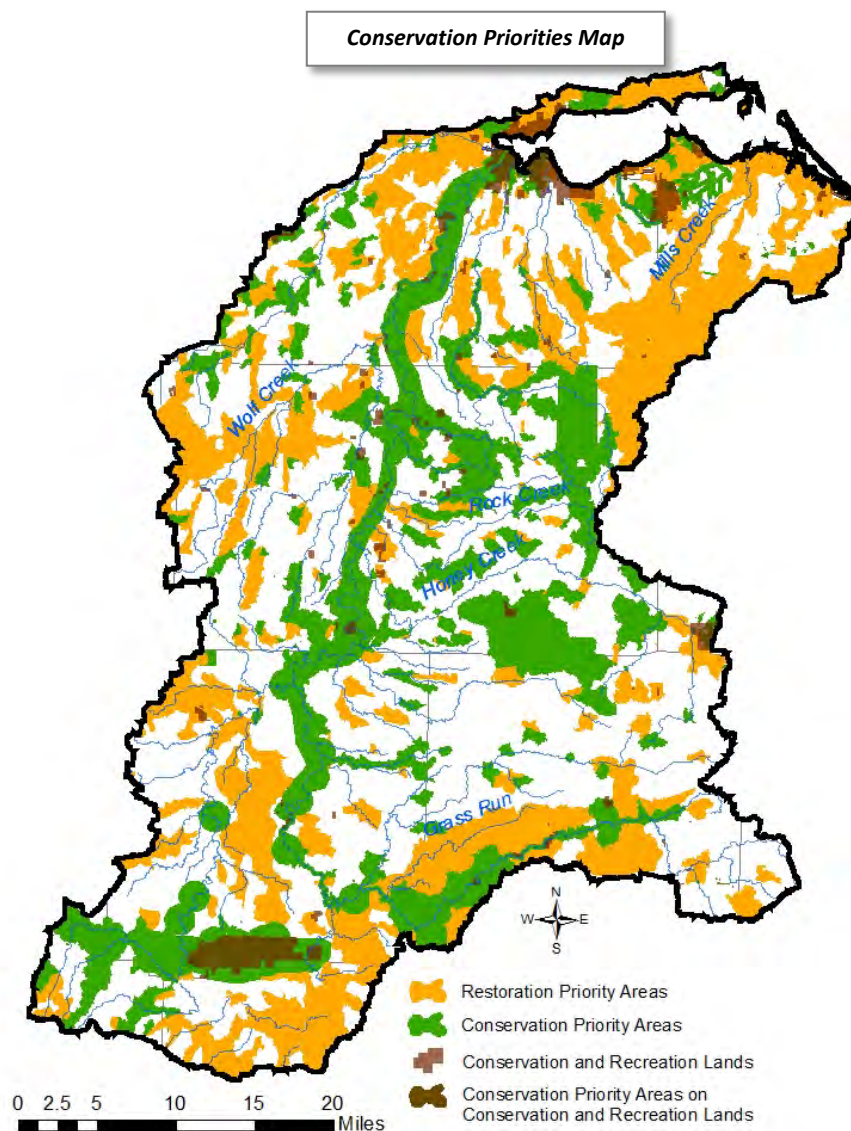 Conservation Priorities Map
Mills Creek
Wolf Creek
Rock Creek
Honey Creek
Grass Run
N
W E
S
Restoration Priority Areas
Conservation Priority Areas
Conservation and Recreation Lands
Conservation Priority Areas on
Conservation and Recreation Lands
0 2.5 5 10 15 20
Miles